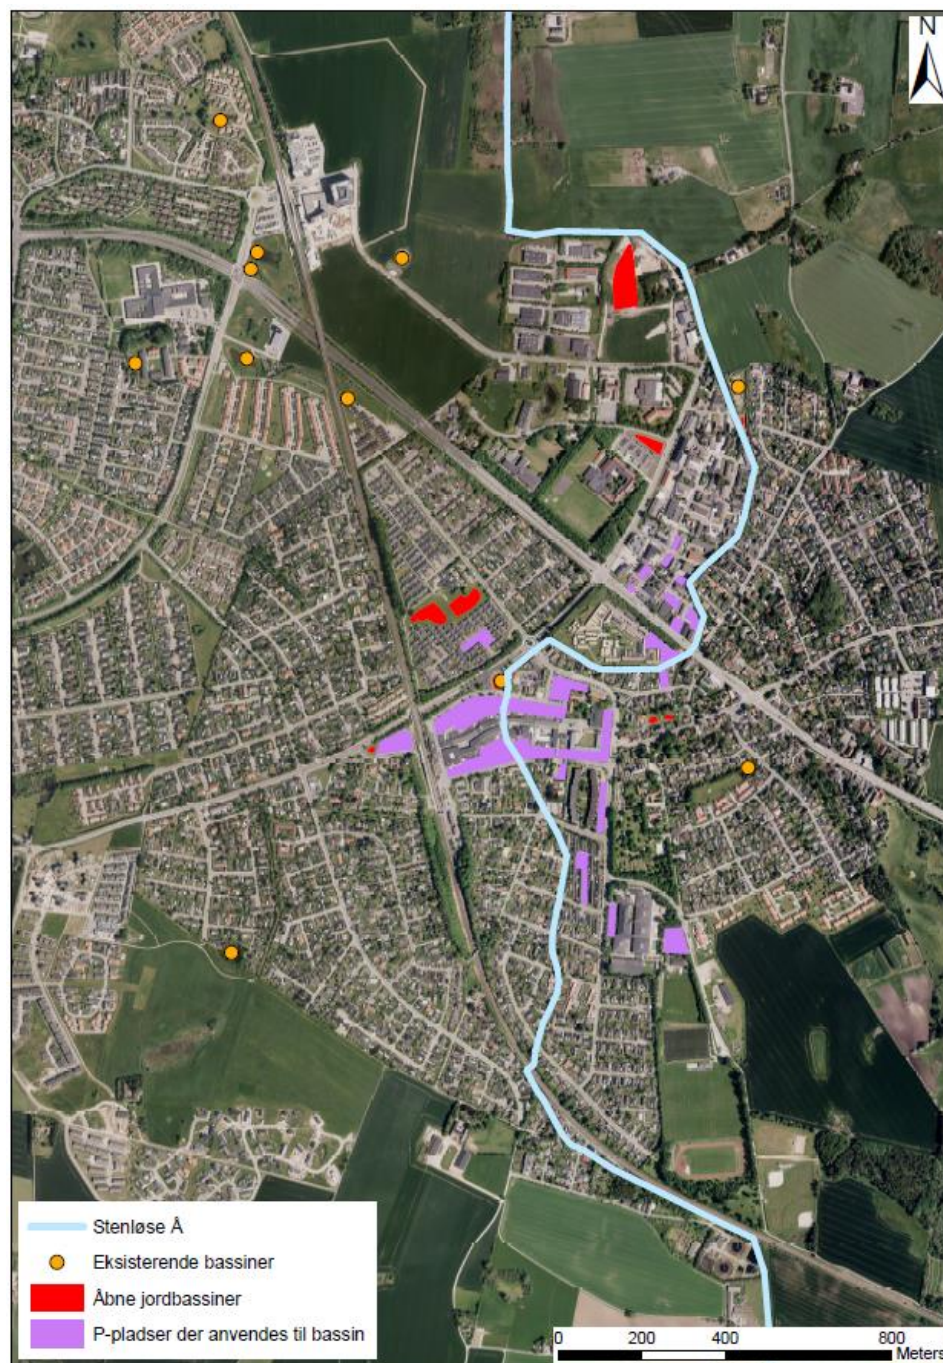 N
Stenløse Å
Eksisterende bassiner
Åbne jordbassiner
P-pladser der anvendes til bassin
0 200 400 800
Meters